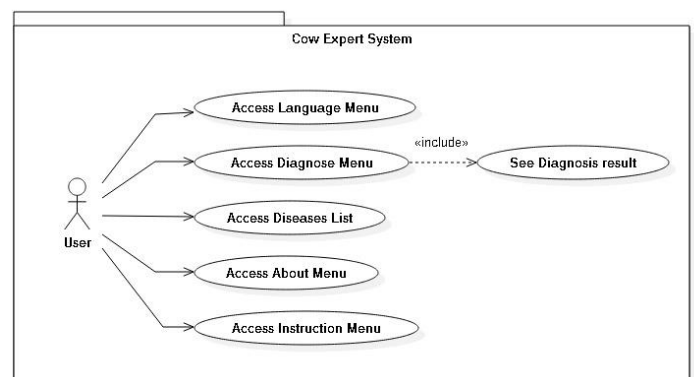 Cow Expert System
Access Language Menu
«include»
Access Diagnose Menu
See Diagnosis result
Access Diseases List
User
Access About Menu
Access Instruction Menu